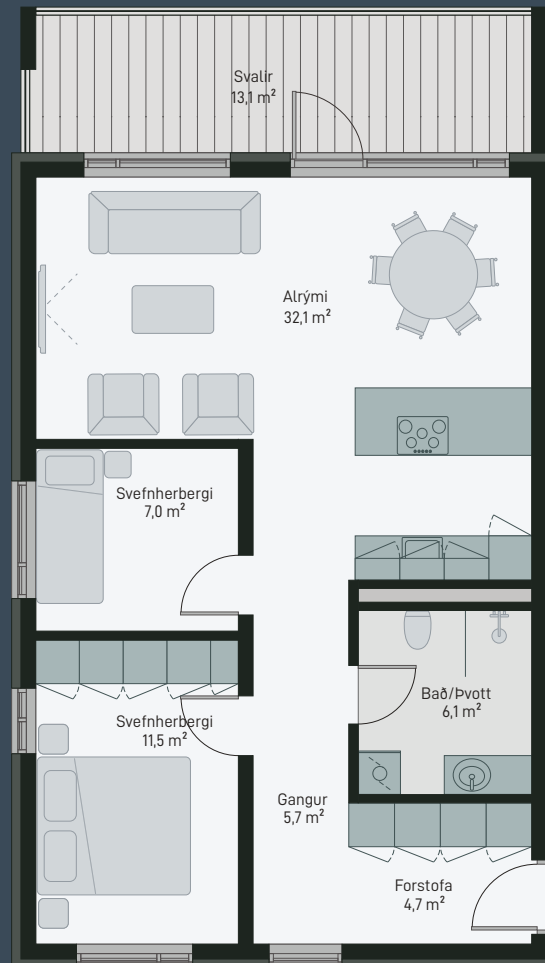 Svalir
13,1 m²
Alrými
32,1 m²
Svefnherbergi
7,0 m²
Svefnherbergi
11,5 m²
Bað/Þvott
6,1 m²
Gangur
5,7 m²
Forstofa
4,7 m²